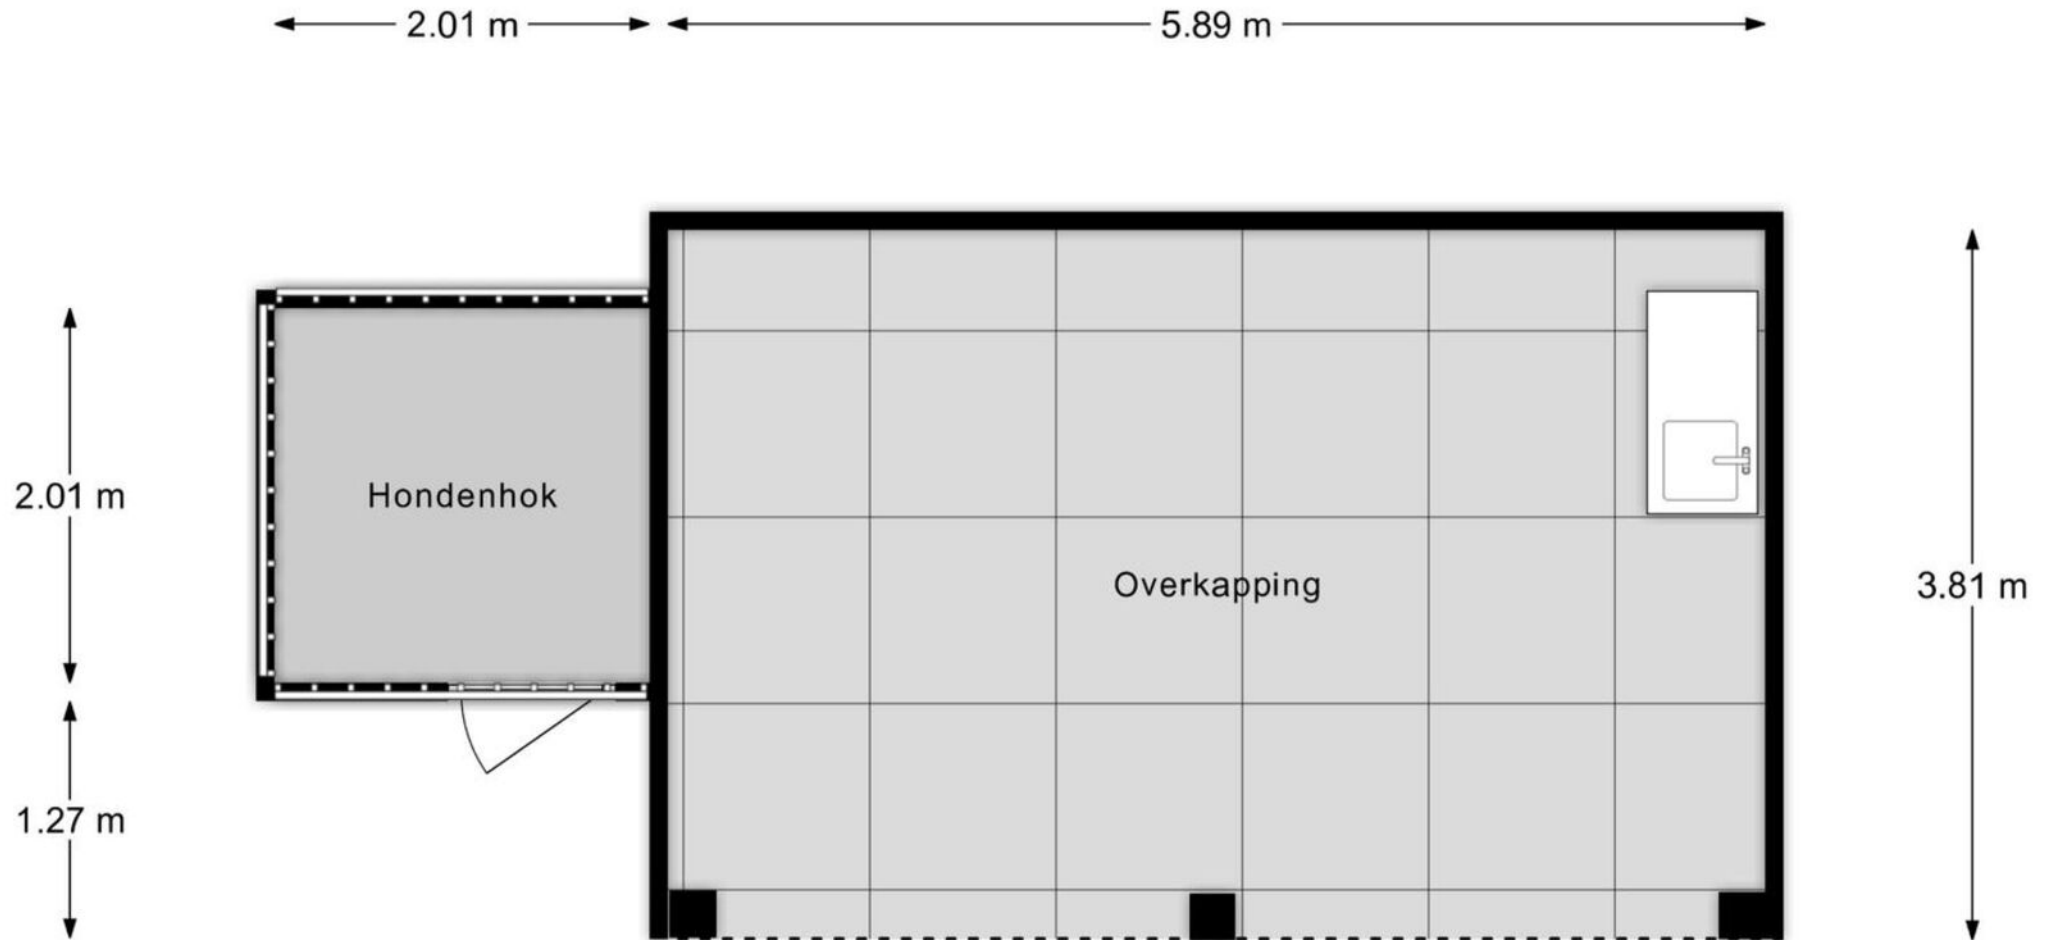 2.01 m
5.89 m
2.01 m
Hondenhok
Overkapping
3.81 m
1.27 m